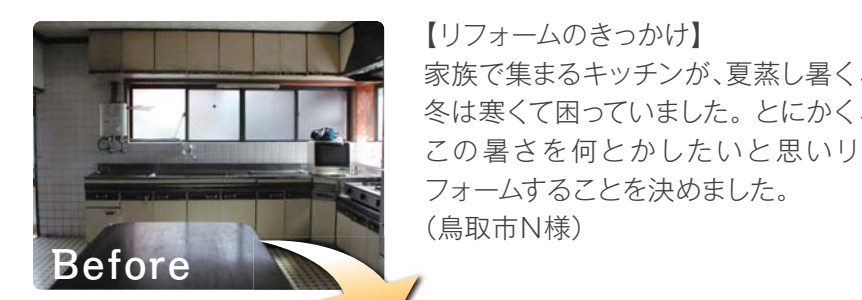 【リフォームのきっかけ】
家族で集まるキッチンが、夏蒸し暑く、
冬は寒くて困っていました。とにかく、
この暑さを何とかしたいと思いリ
フォームすることを決めました。
（鳥取市N様）
Before